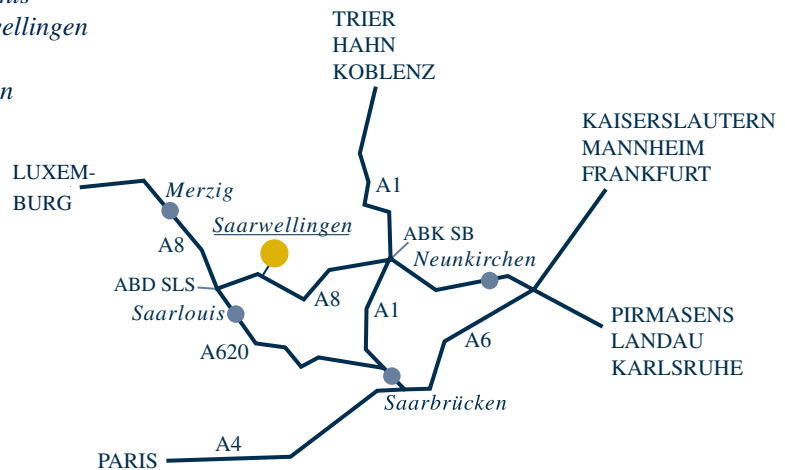 ellingen
n
TRIER
HAHN
KOBLENZ
KAISERSLAUTERN
MANNHEIM
FRANKFURT
LUXEM-
BURG
Merzig
A1
Saarwellingen
ABK SB
A8
Neunkirchen
ABD SLS
A8
Saarlouis
A1
PIRMASENS
LANDAU
KARLSRUHE
A620
A6
Saarbrücken
A4
PARIS